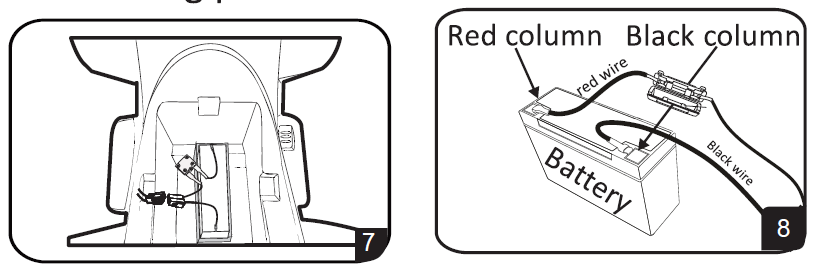 7
Red column
Black column
red wire
Black wire
Battery
8